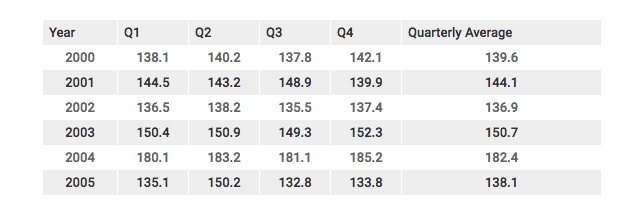 Year Q1 Q2 Q3 Q4 Quarterly Average
2000 138.1 140.2 137.8 142.1 139.6
2001 144.5 143.2 148.9 139.9 144.1
2002 136.5 138.2 135.5 137.4 136.9
2003 150.4 150.9 149.3 152.3 150.7
2004 180.1 183.2 181.1 185.2 182.4
2005 135.1 150.2 132.8 133.8 138.1